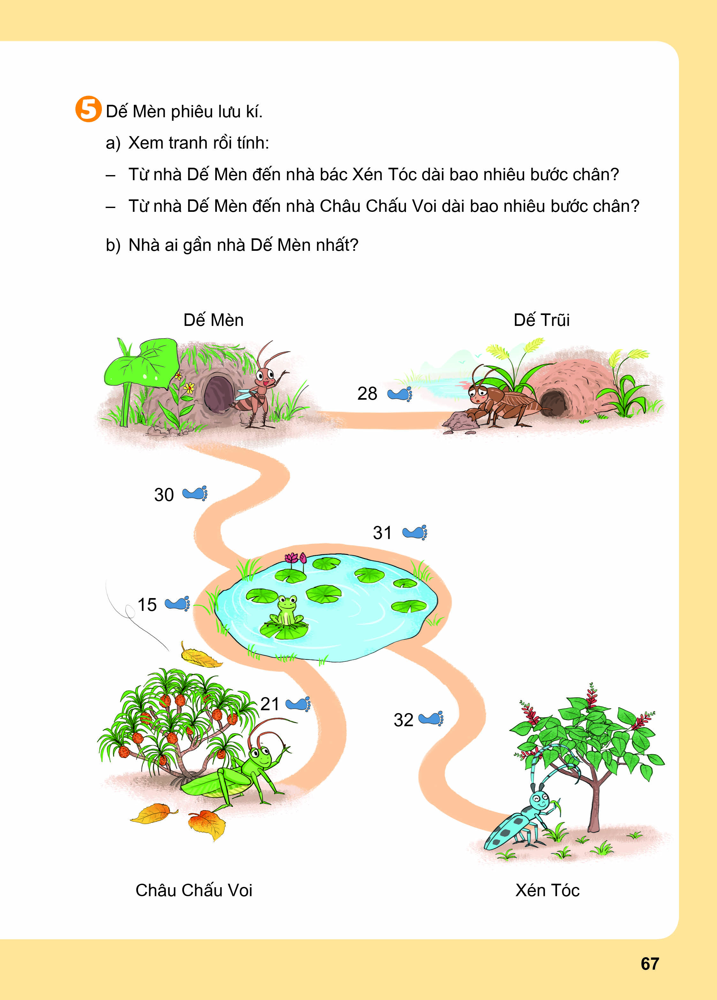 5 Dế Mèn phiêu lưu kí.
a) Xem tranh rồi tính:
– Từ nhà Dế Mèn đến nhà bác Xén Tóc dài bao nhiêu bước chân?
– Từ nhà Dế Mèn đến nhà Châu Chấu Voi dài bao nhiêu bước chân?
b) Nhà ai gần nhà Dế Mèn nhất?
Dế Mèn
Dế Trũi
28
30
31
15
21
32
Châu Chấu Voi
Xén Tóc
67